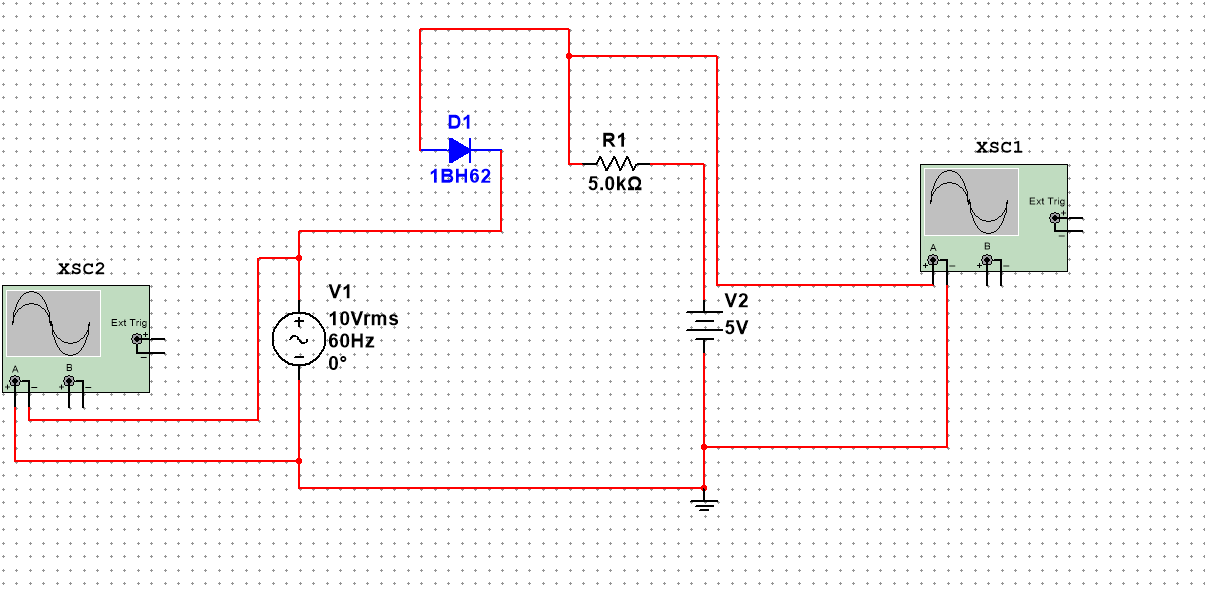 D1
1BH62
R1
5.0kΩ
XSC1
Ext Trig
+
−
A
B
+ − + −
XSC2
Ext Trig
+
−
A
B
+ − + −
V1
10Vrms
60Hz
0°
+
−
V2
5V